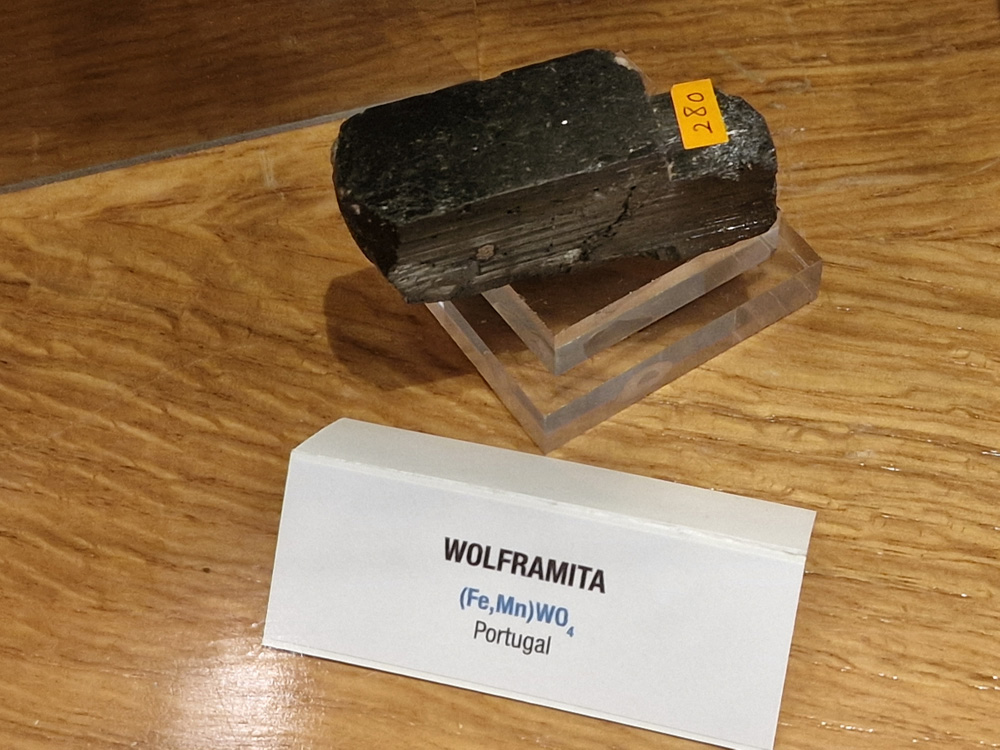 280
WOLFRAMITA
(Fe,Mn)WO₄
Portugal